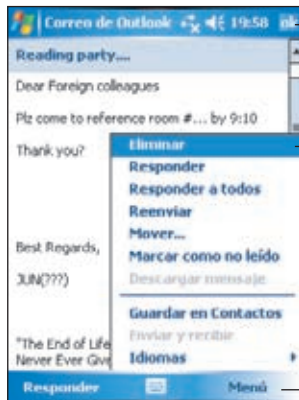 Correo de Outlook 19:58 ok
Reading party....
Dear Foreign colleagues
Plz come to reference room #... by 9:10
Thank you?
Eliminar
Responder
Responder a todos
Reenviar
Mover...
Marcar como no leído
Descargar mensaje
Guardar en Contactos
Enviar y recibir
Idiomas
Best Regards,
JUN(???)
"The End of Life
Never Ever Giv
Responder Menú